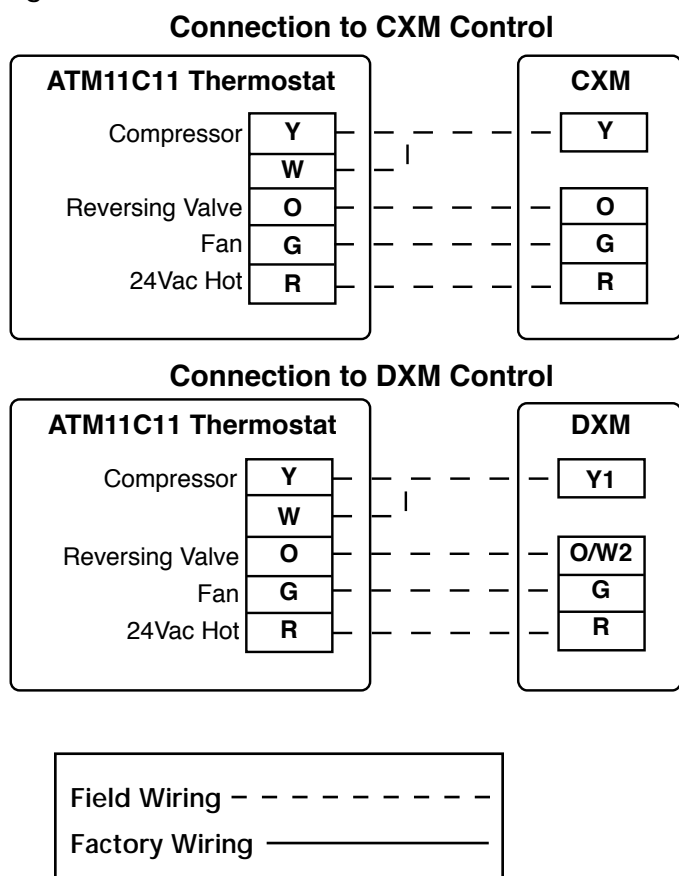 Connection to CXM Control
ATM11C11 Thermostat CXM
Compressor Y Y
W
Reversing Valve O O
Fan G G
24Vac Hot R R
Connection to DXM Control
ATM11C11 Thermostat DXM
Compressor Y Y1
W
Reversing Valve O O/W2
Fan G G
24Vac Hot R R
Field Wiring
Factory Wiring